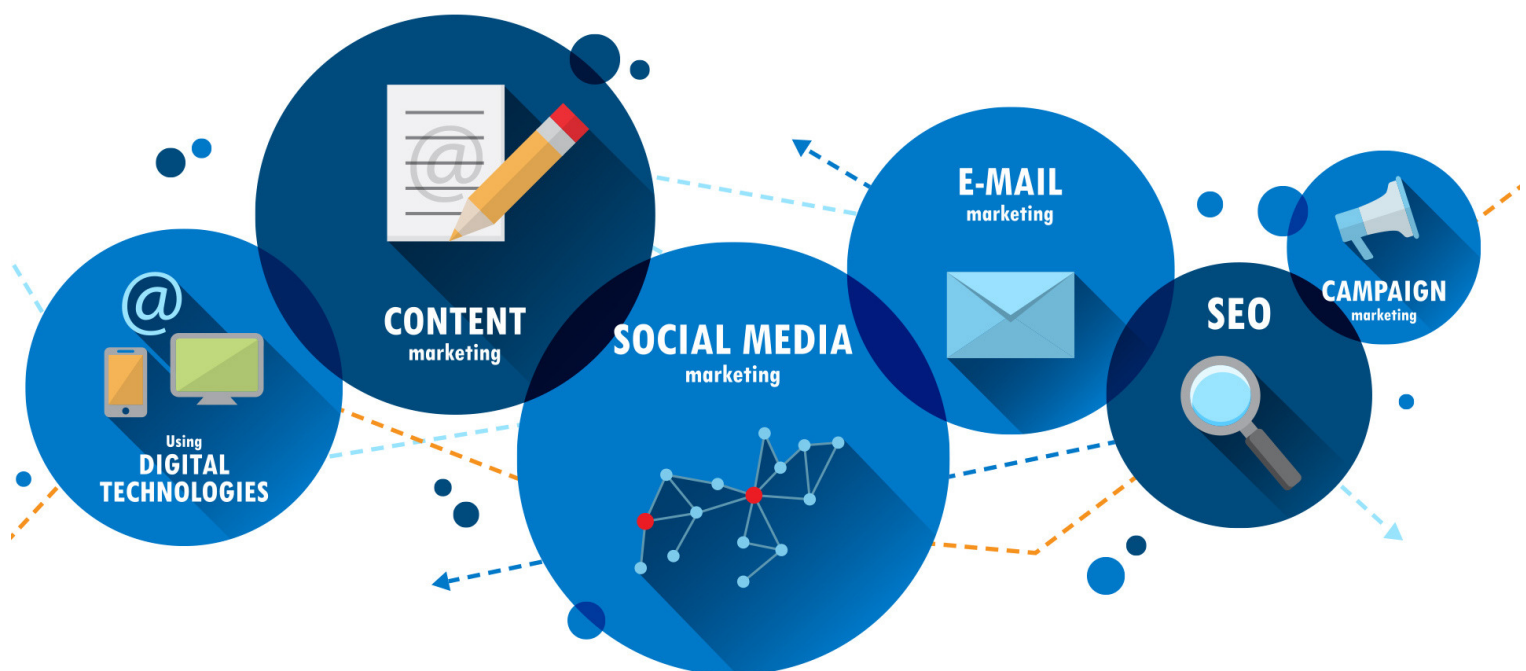 @
Using
DIGITAL
TECHNOLOGIES
@
CONTENT
marketing
SOCIAL MEDIA
marketing
E-MAIL
marketing
SEO
CAMPAIGN
marketing